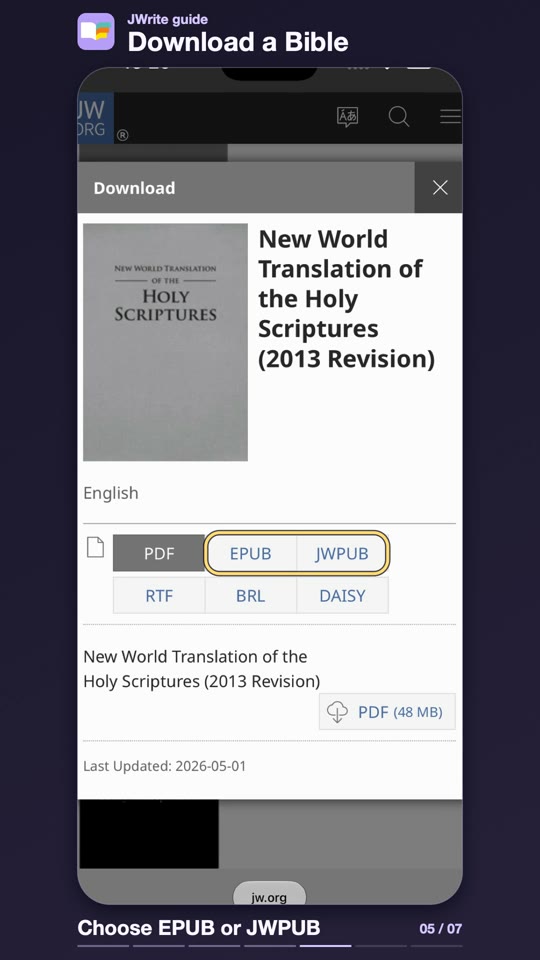 JWrite guide
Download a Bible
JW
ORG
®
Download
NEW WORLD TRANSLATION
OF THE
HOLY
SCRIPTURES
New World
Translation of
the Holy
Scriptures
(2013 Revision)
English
PDF EPUB JWPUB
RTF BRL DAISY
New World Translation of the
Holy Scriptures (2013 Revision)
PDF (48 MB)
Last Updated: 2026-05-01
jw.org
Choose EPUB or JWPUB 05 / 07